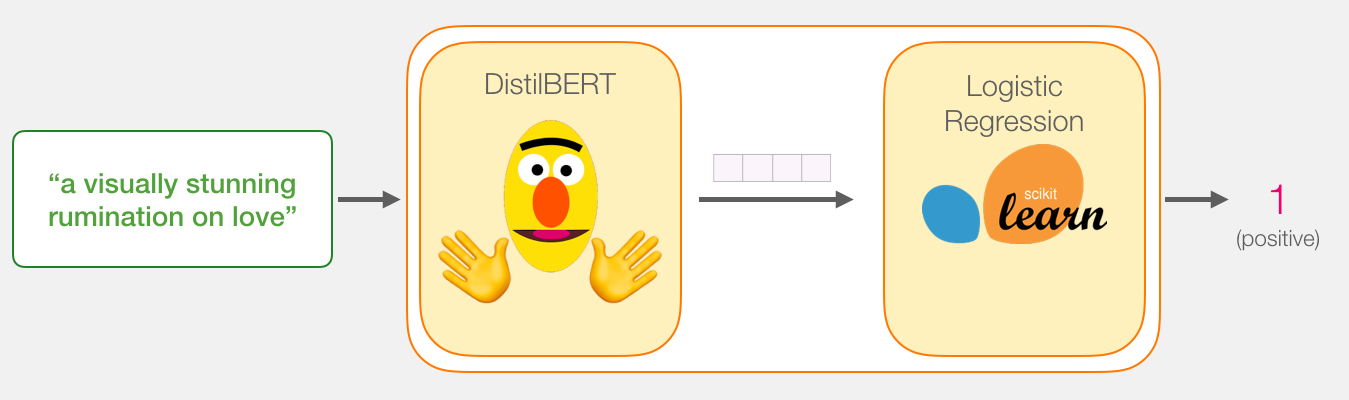 “a visually stunning
rumination on love”
DistilBERT
Logistic
Regression
scikit
learn
1
(positive)